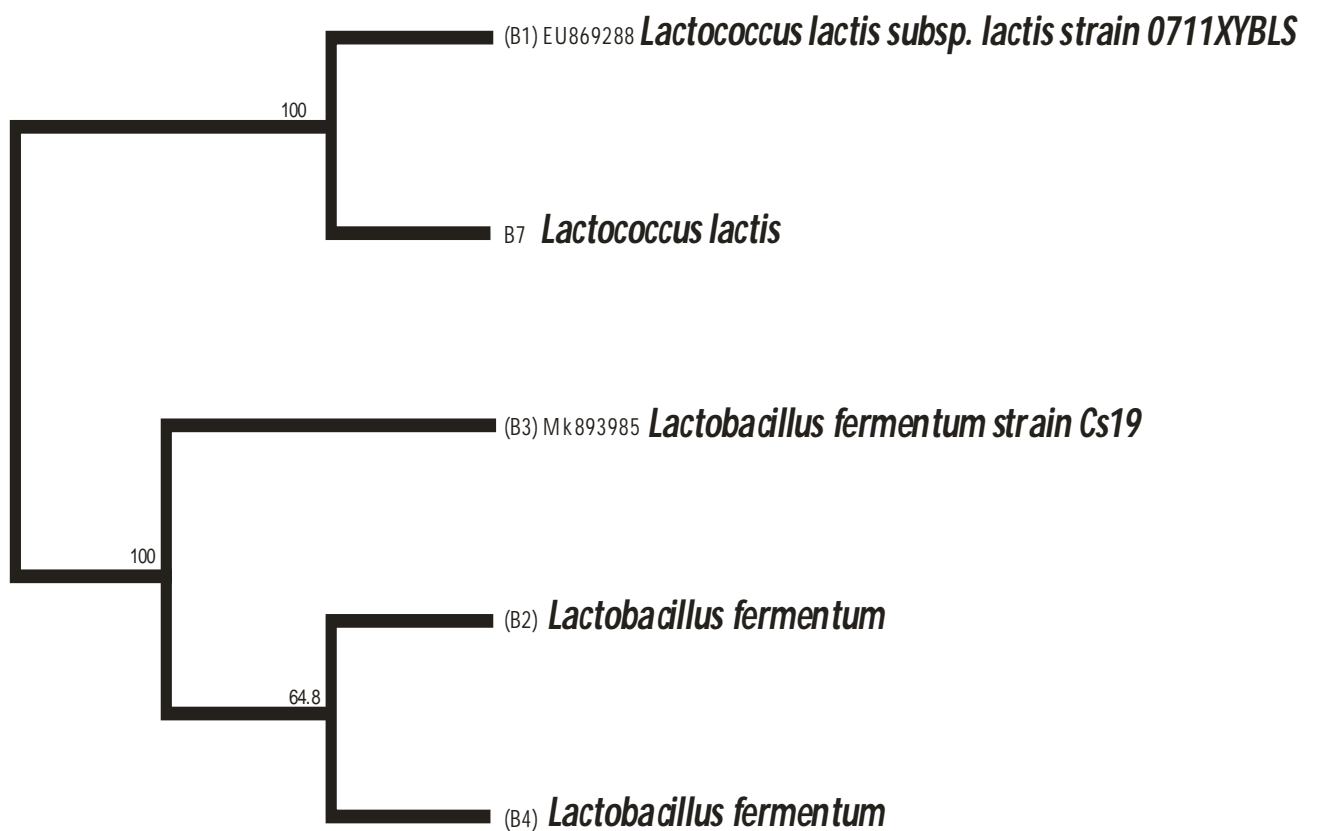 (B1) EU869288 Lactococcus lactis subsp. lactis strain 0711XYBLS
100
B7 Lactococcus lactis
(B3) Mk893985 Lactobacillus fermentum strain Cs19
100
(B2) Lactobacillus fermentum
64.8
(B4) Lactobacillus fermentum